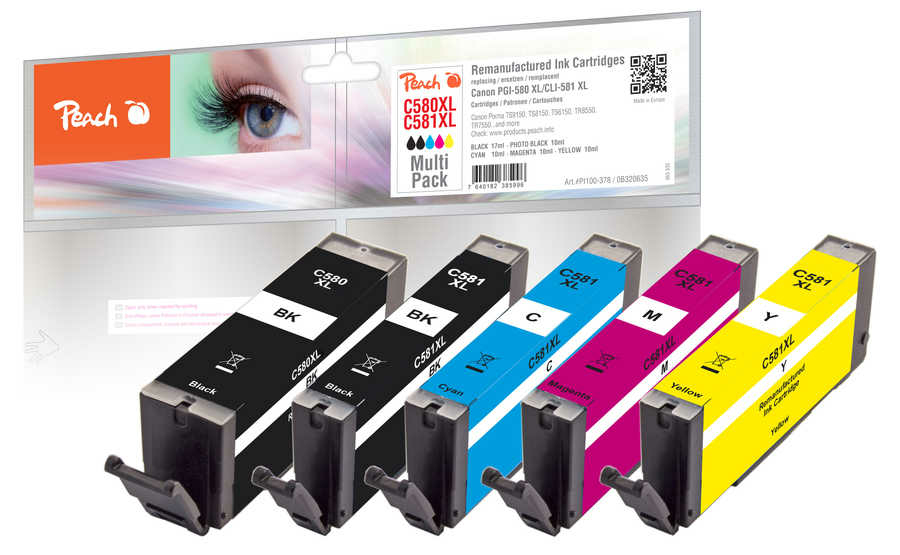 Peach
Peach
C580XL
C581XL
Multi
Pack
Remanufactured Ink Cartridges
replacing / ersetzen / remplacent
Canon PGI-580 XL/CLI-581 XL
Cartridges / Patronen / Cartouches
Canon Pixma TS9150, TS8150, TS6150, TR8550,
TR7550...and more
Check: www.products.peach.info
BLACK 17ml - PHOTO BLACK 10ml
CYAN 10ml - MAGENTA 10ml - YELLOW 10ml
7 640182 385996
Made in Europe
Art.#PI100-378 / 0B320635
C580
XL
BK
Black
C580XL
BK
C581
XL
BK
Black
C581XL
BK
C581
XL
C
Cyan
C581XL
C
C581
XL
M
Magenta
C581XL
M
C581
XL
Y
Yellow
C581XL
Y
Remanufactured
Ink Cartridge
Yellow